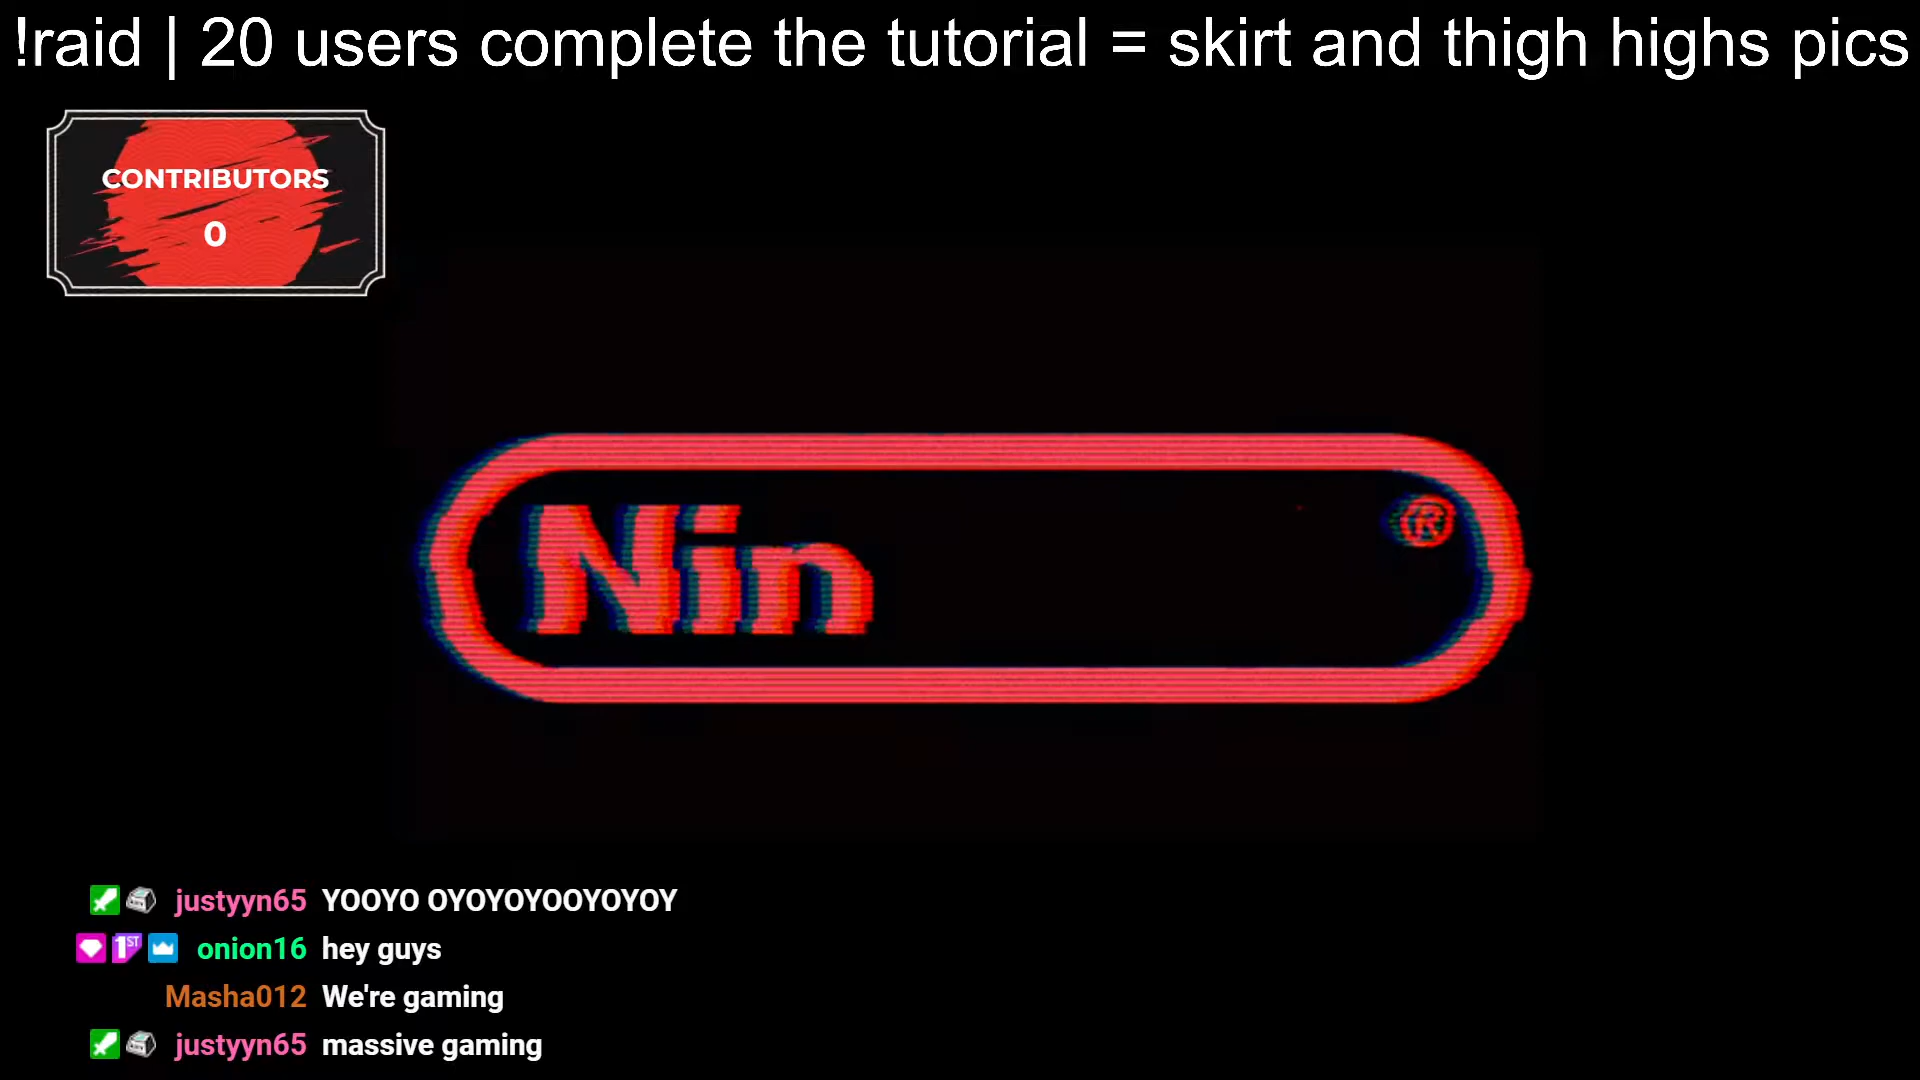 !raid | 20 users complete the tutorial = skirt and thigh highs pics
CONTRIBUTORS
0
Nin ®
justyyn65 YOOYO OYOYOYOOYOYOY
1ST onion16 hey guys
Masha012 We're gaming
justyyn65 massive gaming